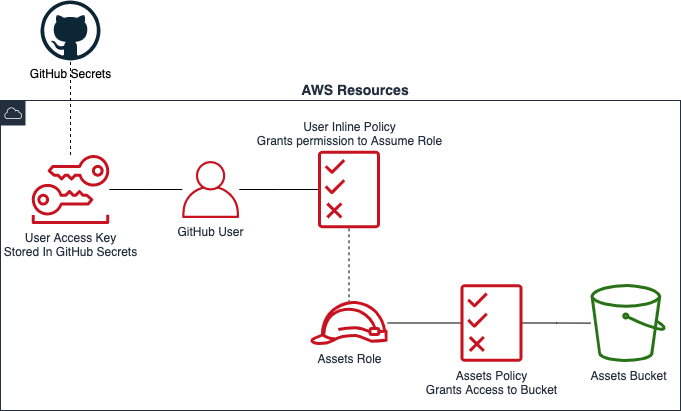 GitHub Secrets
AWS Resources
User Inline Policy
Grants permission to Assume Role
User Access Key
Stored In GitHub Secrets
GitHub User
Assets Role
Assets Policy
Grants Access to Bucket
Assets Bucket